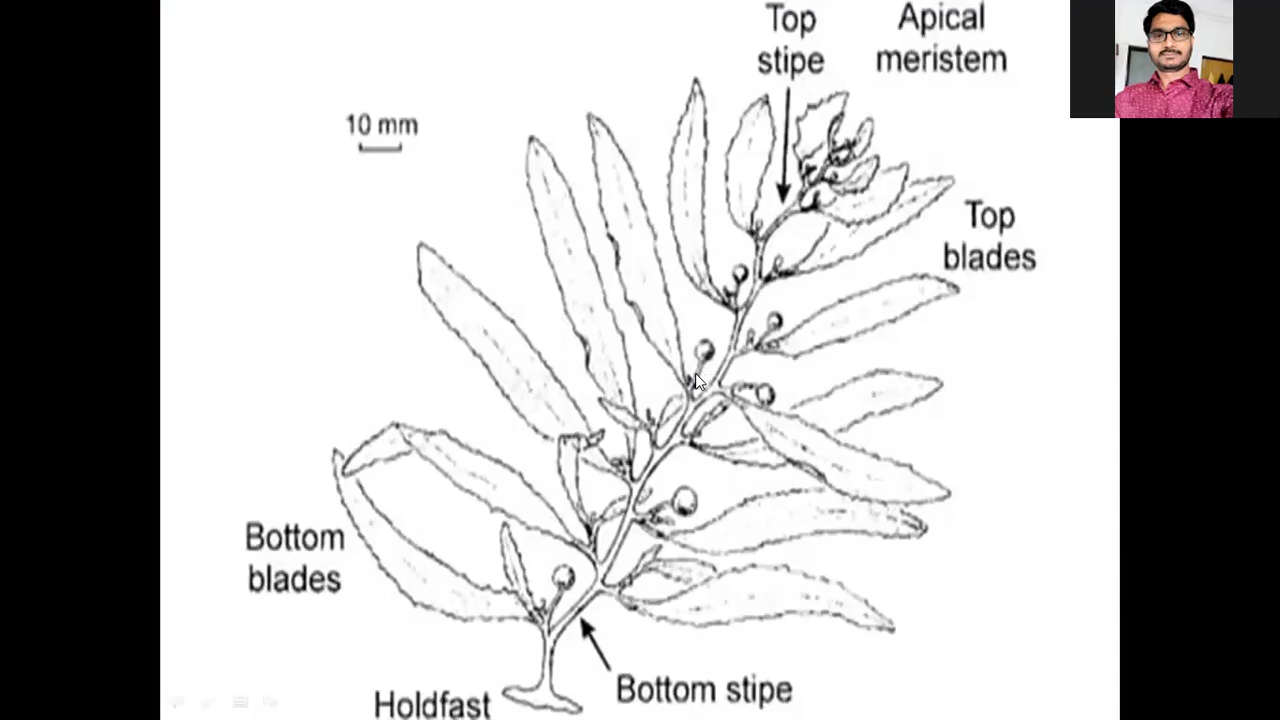 Top
stipe
Apical
meristem
10 mm
Top
blades
Bottom
blades
Bottom stipe
Holdfast